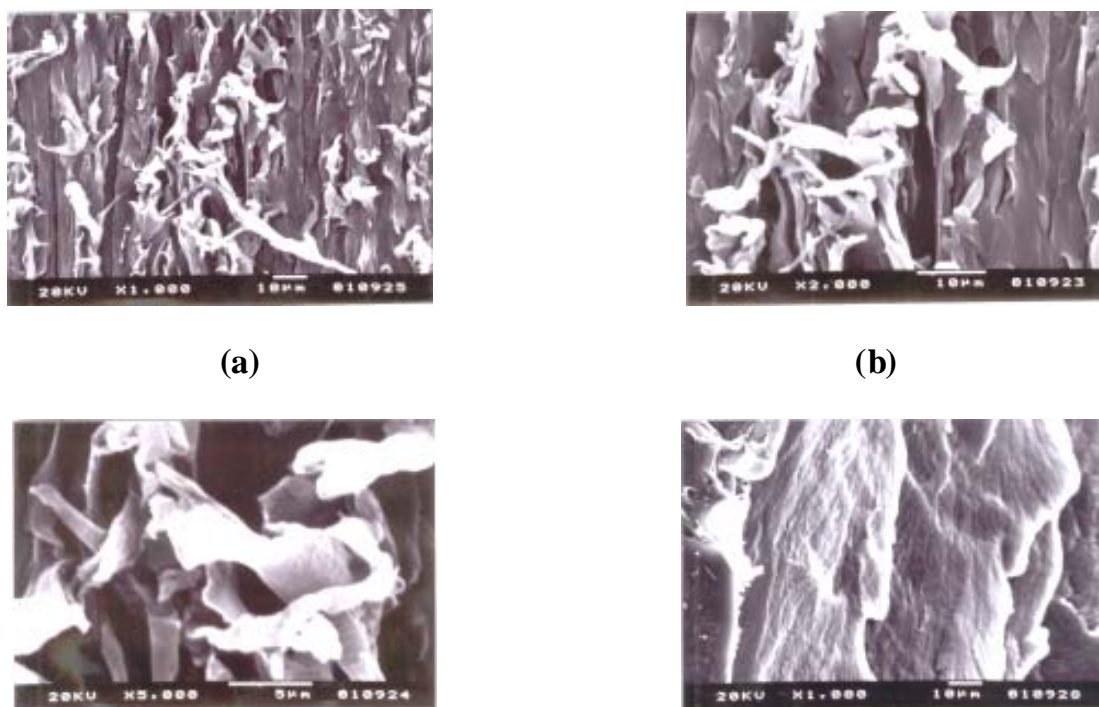 20KV X1,000 10μm 010925
20KV X2,000 10μm 010923
(a)
(b)
20KV X5,000 5μm 010924
20KV X1,000 10μm 010920